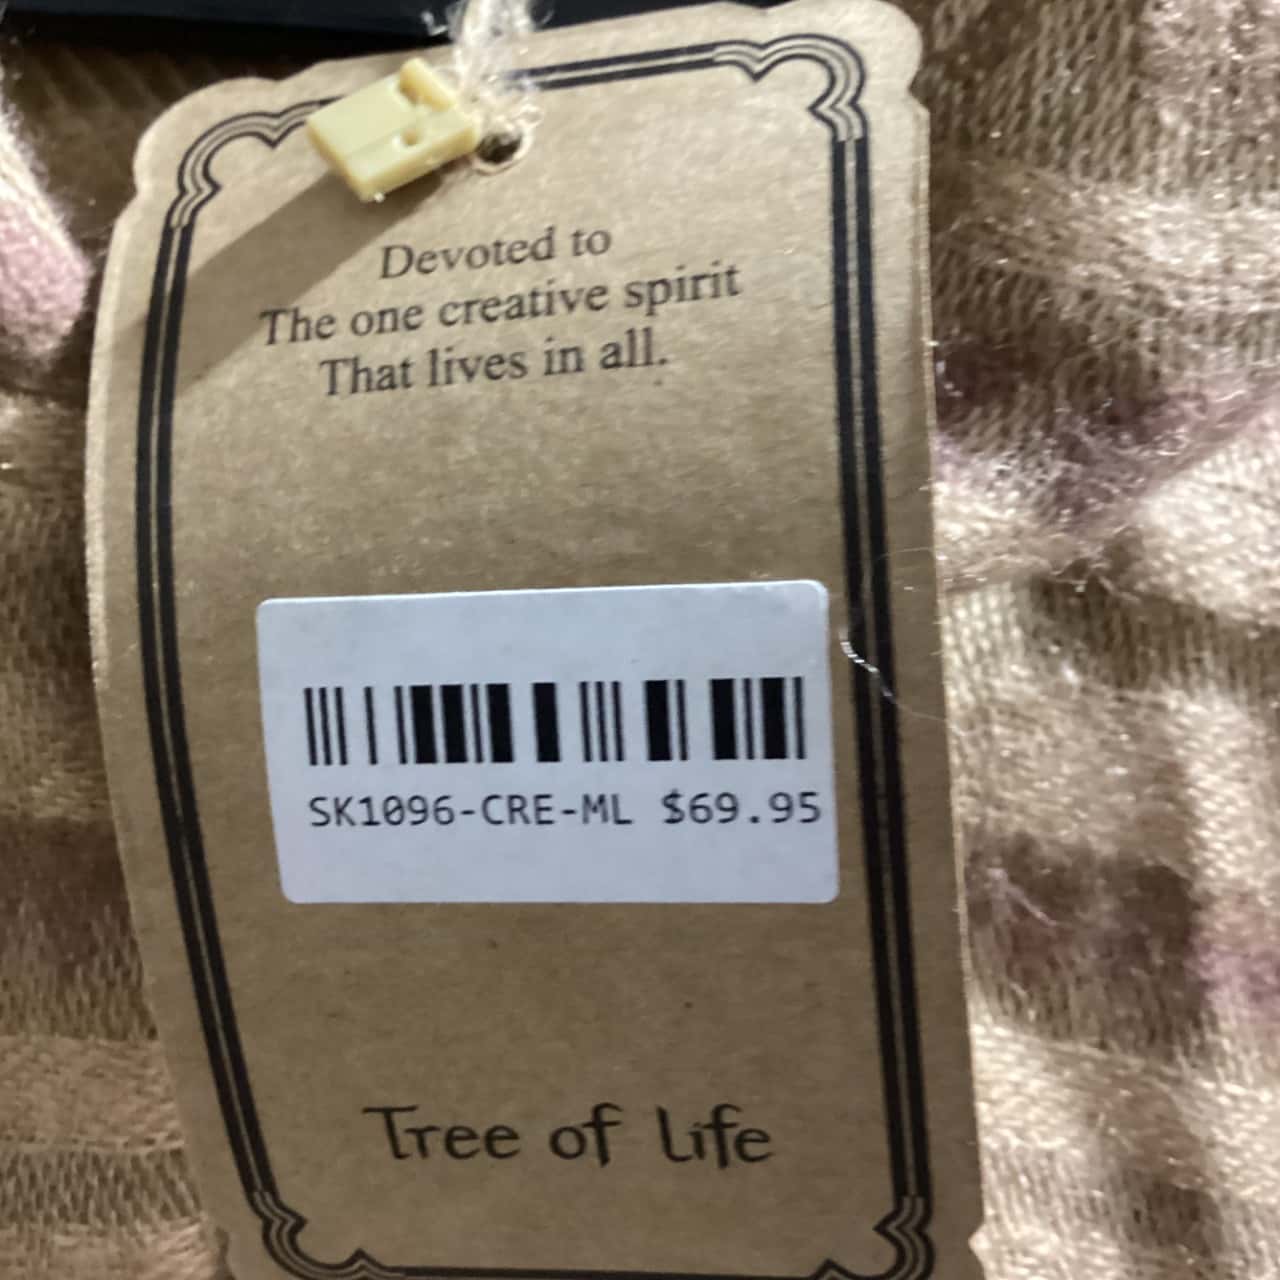 Devoted to
The one creative spirit
That lives in all.
SK1096-CRE-ML $69.95
Tree of Life